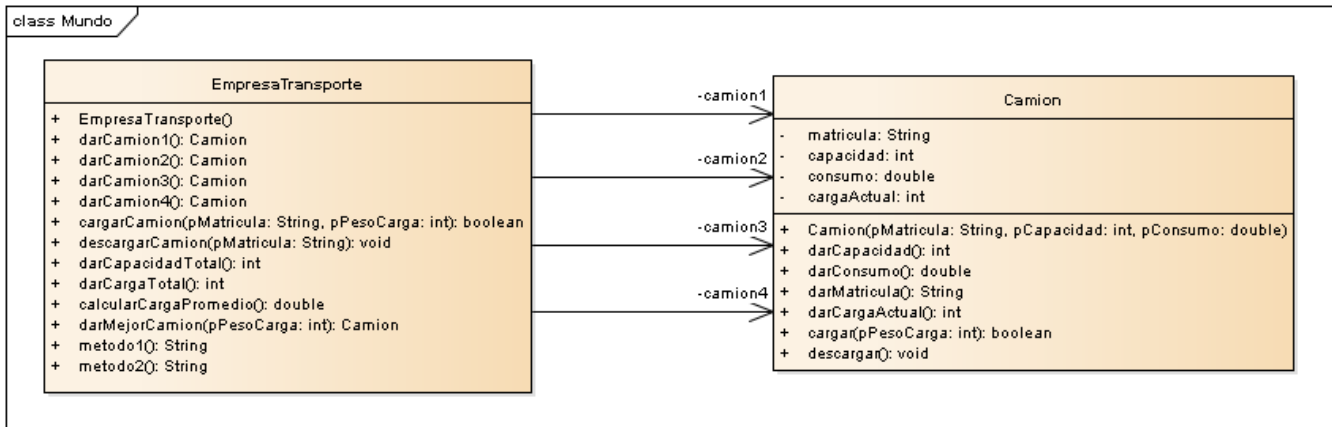 class Mundo
EmpresaTransporte
+ EmpresaTransporte()
+ darCamion1(): Camion
+ darCamion2(): Camion
+ darCamion3(): Camion
+ darCamion4(): Camion
+ cargarCamion(pMatricula: String, pPesoCarga: int): boolean
+ descargarCamion(pMatricula: String): void
+ darCapacidadTotal(): int
+ darCargaTotal(): int
+ calcularCargaPromedio(): double
+ darMejorCamion(pPesoCarga: int): Camion
+ metodo1(): String
+ metodo2(): String
-camion1
-camion2
-camion3
-camion4
Camion
- matricula: String
- capacidad: int
- consumo: double
- cargaActual: int
+ Camion(pMatricula: String, pCapacidad: int, pConsumo: double)
+ darCapacidad(): int
+ darConsumo(): double
+ darMatricula(): String
+ darCargaActual(): int
+ cargar(pPesoCarga: int): boolean
+ descargar(): void